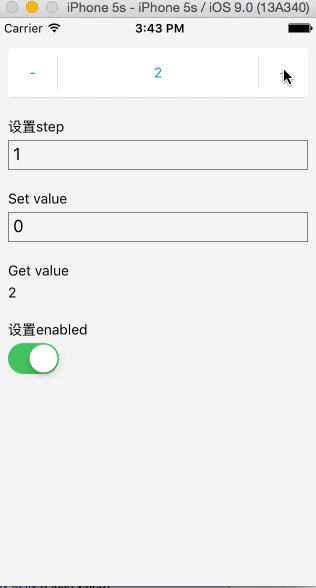 iPhone 5s - iPhone 5s / iOS 9.0 (13A340)
Carrier 3:43 PM
- 2
设置step
1
Set value
0
Get value
2
设置enabled